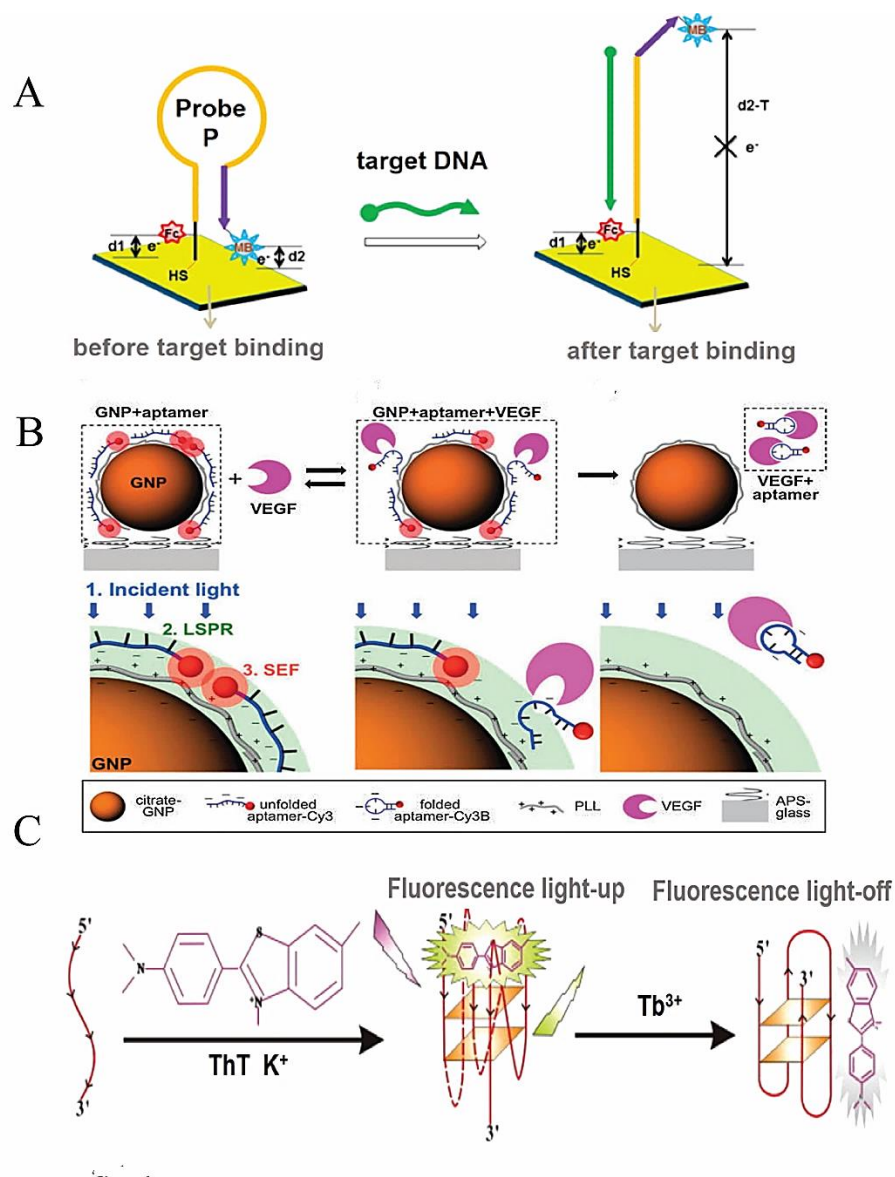 A
Probe
P
Fc
MB
d1
e-
e-
d2
HS
before target binding
target DNA
MB
d2-T
e-
Fc
d1
e-
HS
after target binding
B
GNP+aptamer
GNP
+
VEGF
GNP+aptamer+VEGF
VEGF+
aptamer
1. Incident light
2. LSPR
3. SEF
GNP
citrate-
GNP
unfolded
aptamer-Cy3
folded
aptamer-Cy3B
PLL
VEGF
APS-
glass
C
Fluorescence light-up
Fluorescence light-off
5'
3'
N
S
+N
ThT K+
5'
3'
Tb3+
5'
3'